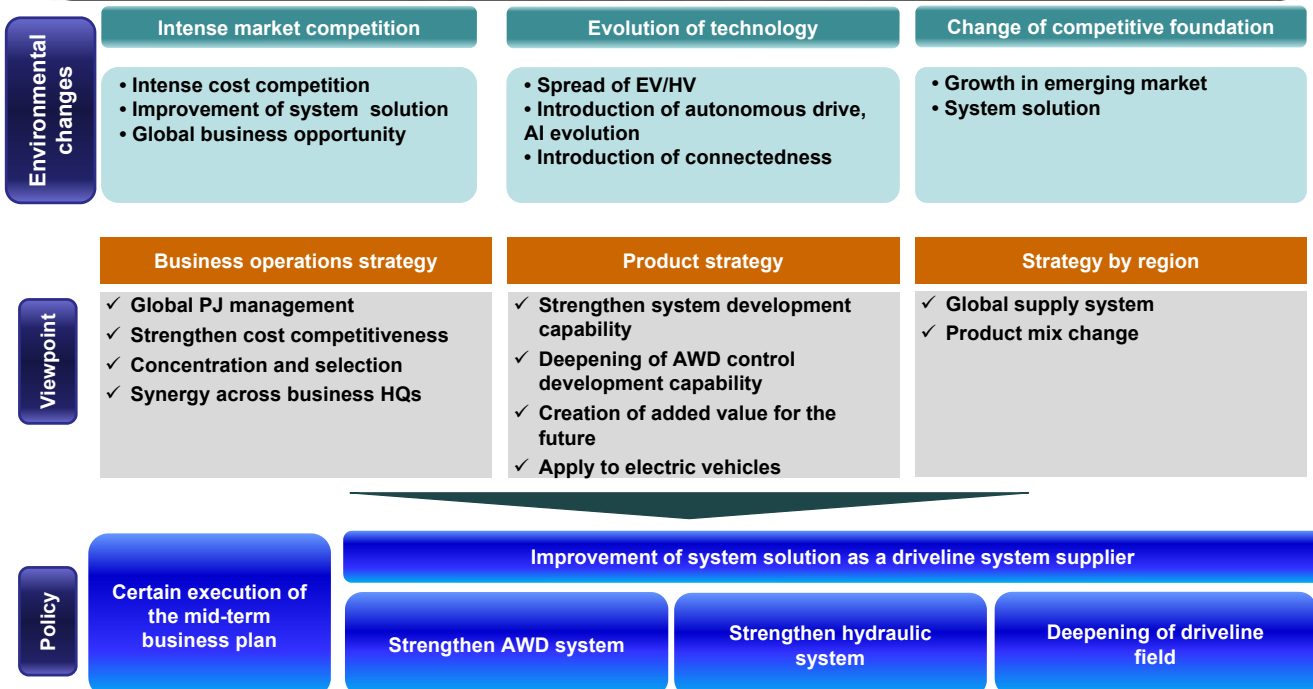 Environmental changes
Intense market competition
• Intense cost competition
• Improvement of system solution
• Global business opportunity
Evolution of technology
• Spread of EV/HV
• Introduction of autonomous drive,
AI evolution
• Introduction of connectedness
Change of competitive foundation
• Growth in emerging market
• System solution
Viewpoint
Business operations strategy
✓ Global PJ management
✓ Strengthen cost competitiveness
✓ Concentration and selection
✓ Synergy across business HQs
Product strategy
✓ Strengthen system development
capability
✓ Deepening of AWD control
development capability
✓ Creation of added value for the
future
✓ Apply to electric vehicles
Strategy by region
✓ Global supply system
✓ Product mix change
Policy
Certain execution of
the mid-term
business plan
Improvement of system solution as a driveline system supplier
Strengthen AWD system
Strengthen hydraulic
system
Deepening of driveline
field